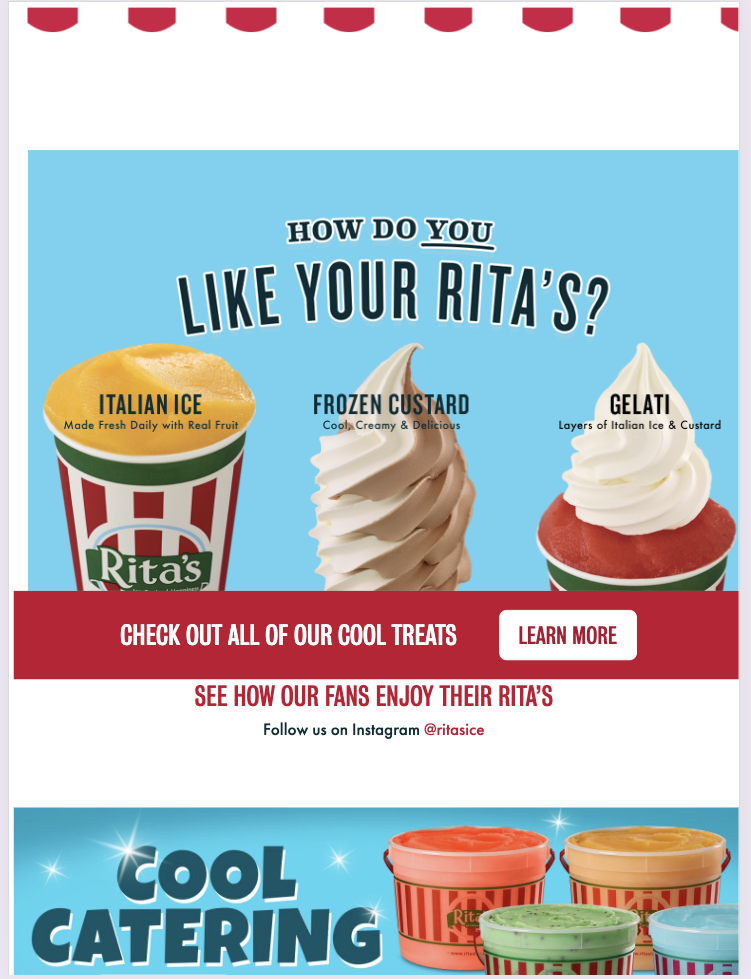 HOW DO YOU
LIKE YOUR RITA'S?
ITALIAN ICE
Made Fresh Daily with Real Fruit
FROZEN CUSTARD
Cool, Creamy & Delicious
GELATI
Layers of Italian Ice & Custard
Rita's
CHECK OUT ALL OF OUR COOL TREATS
LEARN MORE
SEE HOW OUR FANS ENJOY THEIR RITA'S
Follow us on Instagram @ritasice
COOL
CATERING